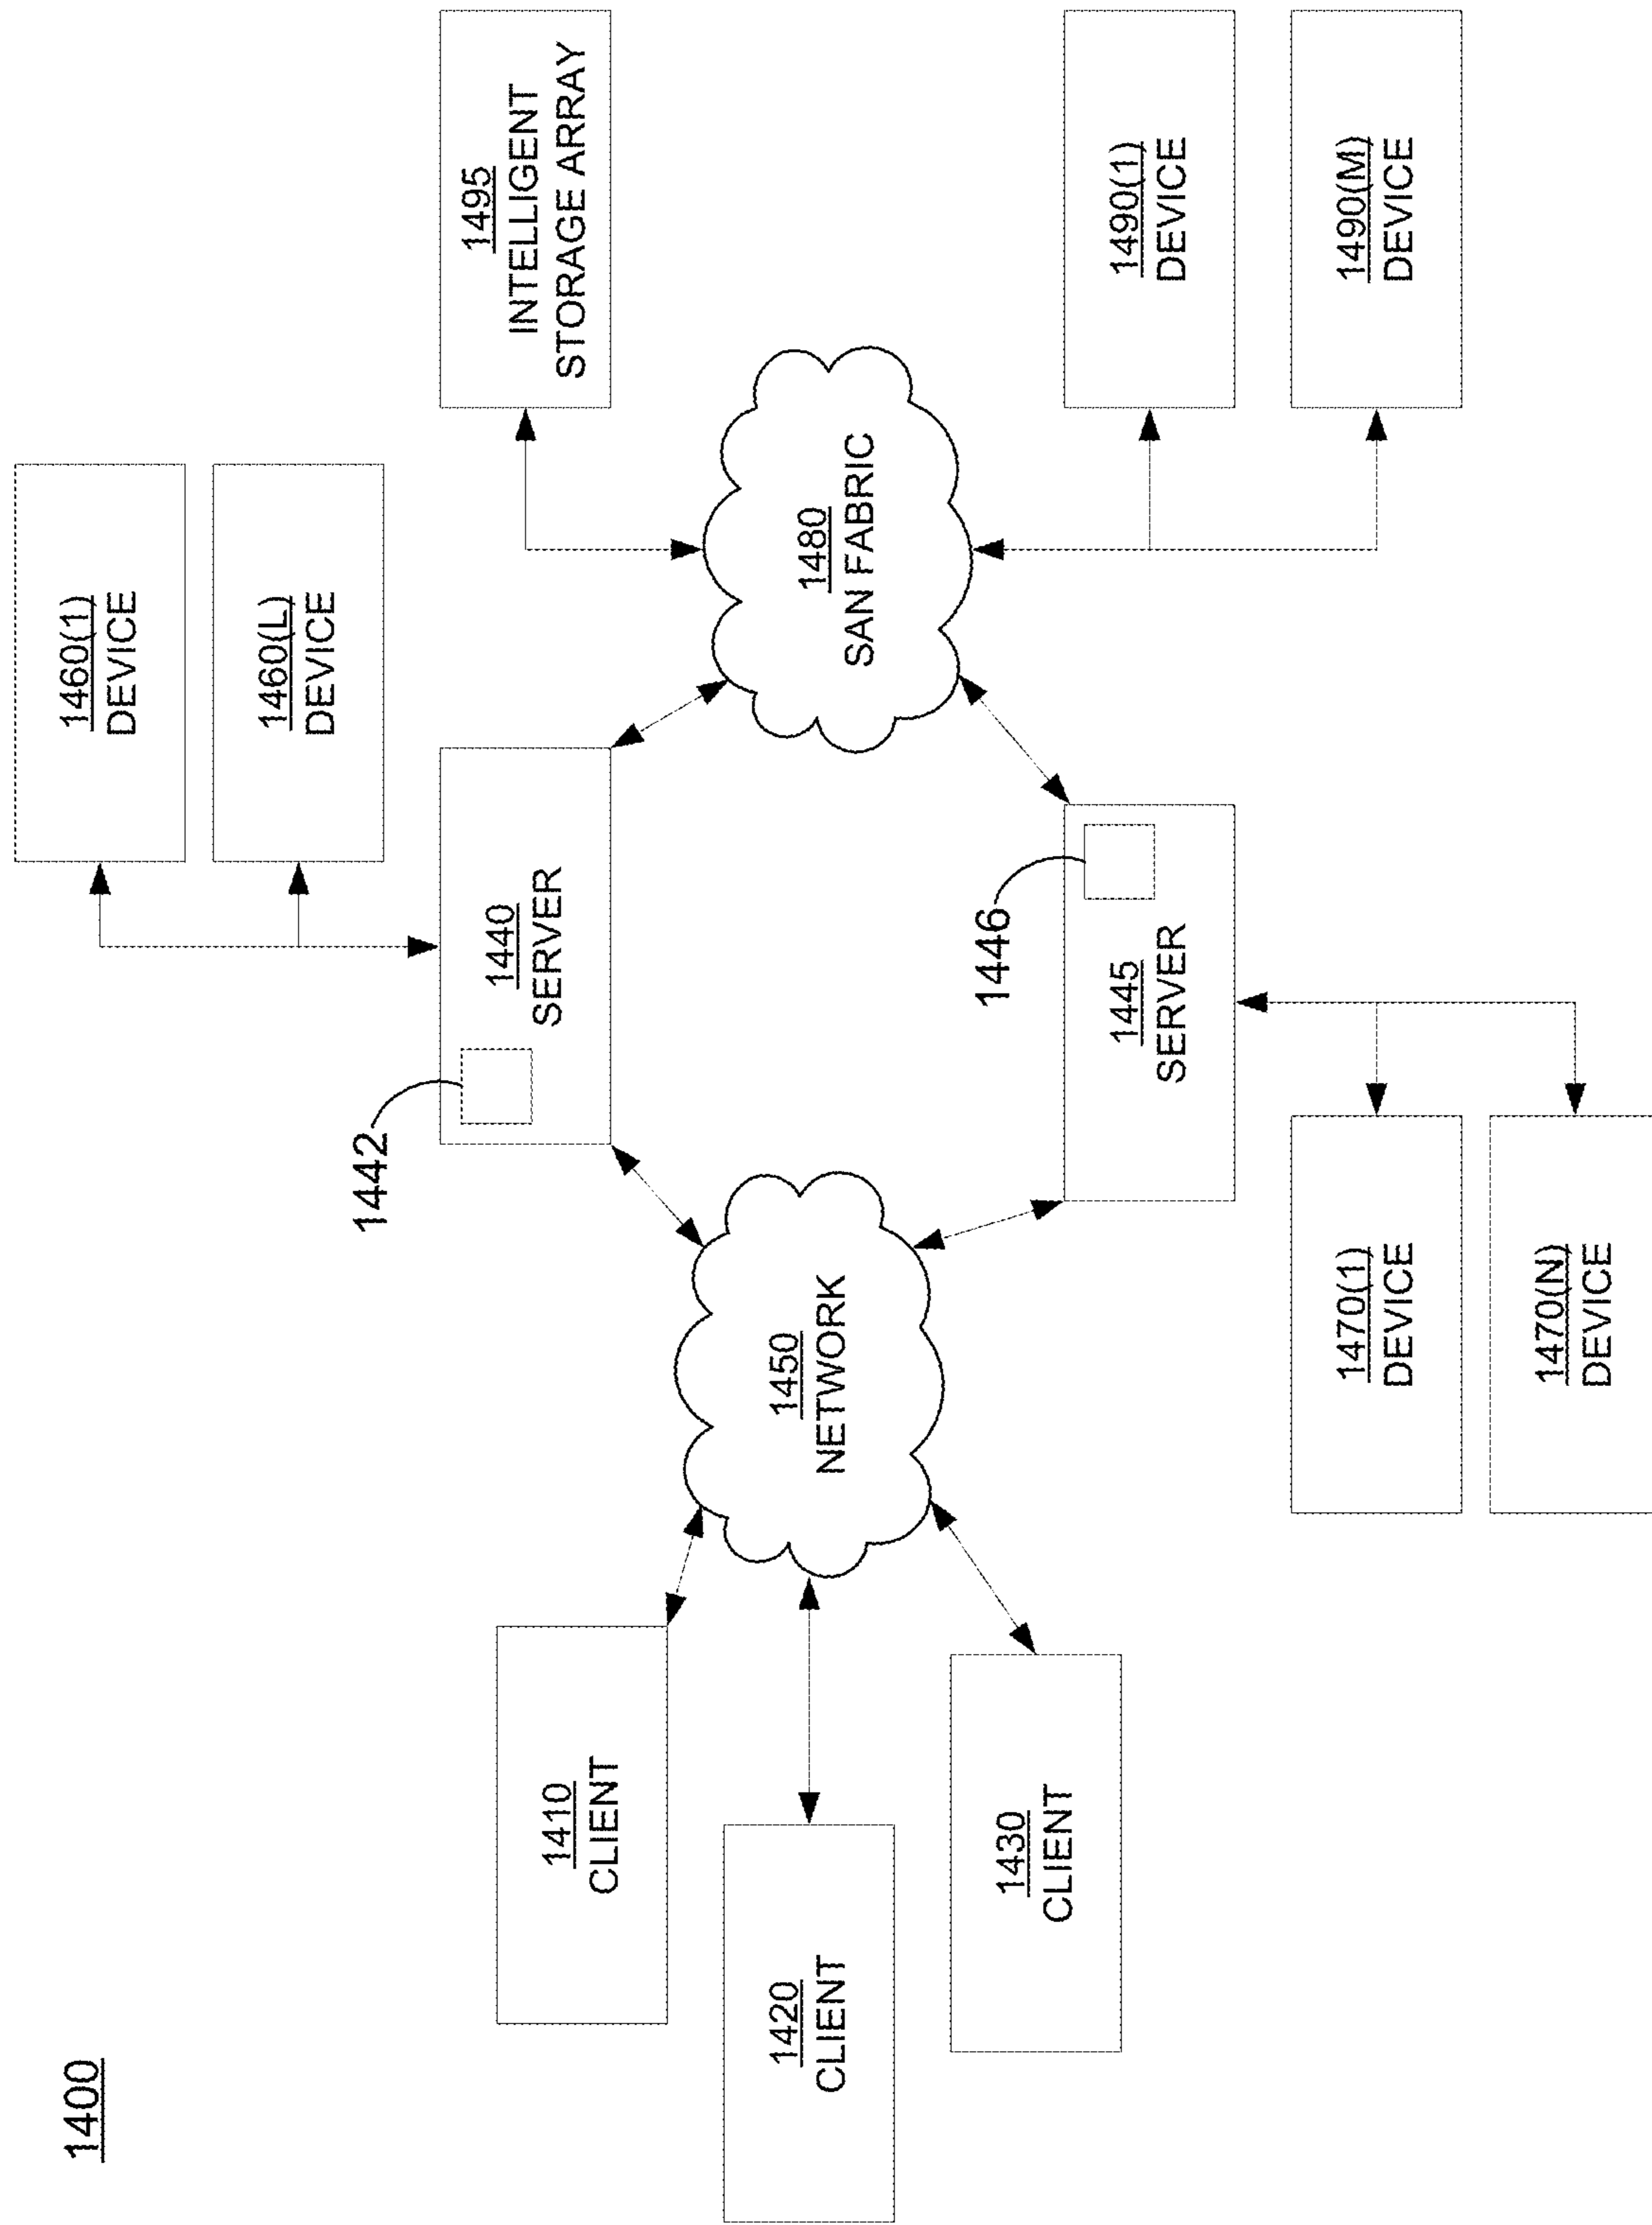 1400
1460(1)
DEVICE
1460(L)
DEVICE
1442
1410
CLIENT
1440
SERVER
1495
INTELLIGENT
STORAGE ARRAY
1420
CLIENT
1450
NETWORK
1480
SAN FABRIC
1430
CLIENT
1446
1445
SERVER
1490(1)
DEVICE
1470(1)
DEVICE
1490(M)
DEVICE
1470(N)
DEVICE